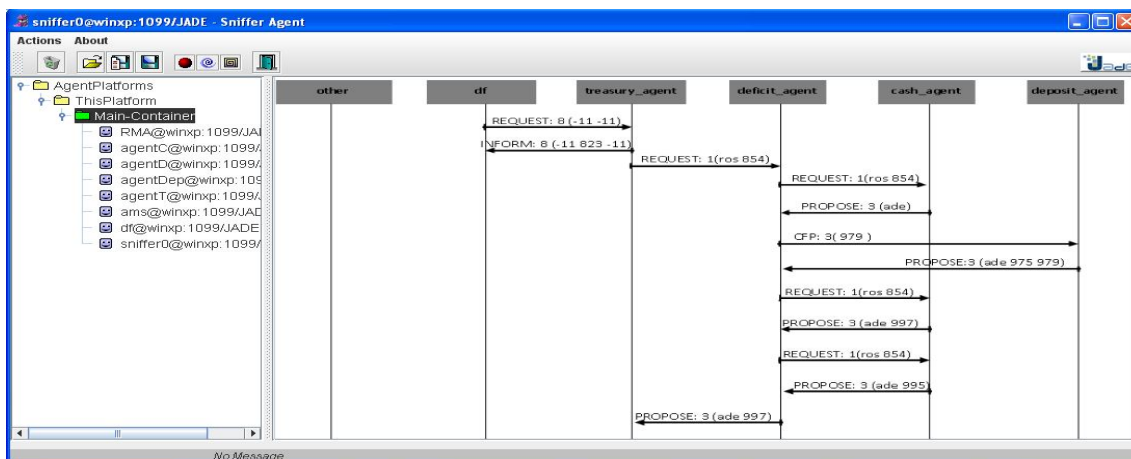 sniffer0@winxp:1099/JADE - Sniffer Agent
Actions About
AgentPlatforms
ThisPlatform
Main-Container
RMA@winxp:1099/JAI
agentC@winxp:1099/
agentD@winxp:1099/.
agentDep@winxp:109
agentT@winxp:1099/.
ams@winxp:1099/JAD
df@winxp:1099/JADE
sniffer0@winxp:1099/
other df treasury_agent deficit_agent cash_agent deposit_agent
REQUEST: 8 (-11 -11)
INFORM: 8 (-11 823 -11)
REQUEST: 1(ros 854)
REQUEST: 1(ros 854)
PROPOSE: 3 (ade)
CFP: 3( 979 )
PROPOSE:3 (ade 975 979)
REQUEST: 1(ros 854)
PROPOSE: 3 (ade 997)
REQUEST: 1(ros 854)
PROPOSE: 3 (ade 995)
PROPOSE: 3 (ade 997)
No Message